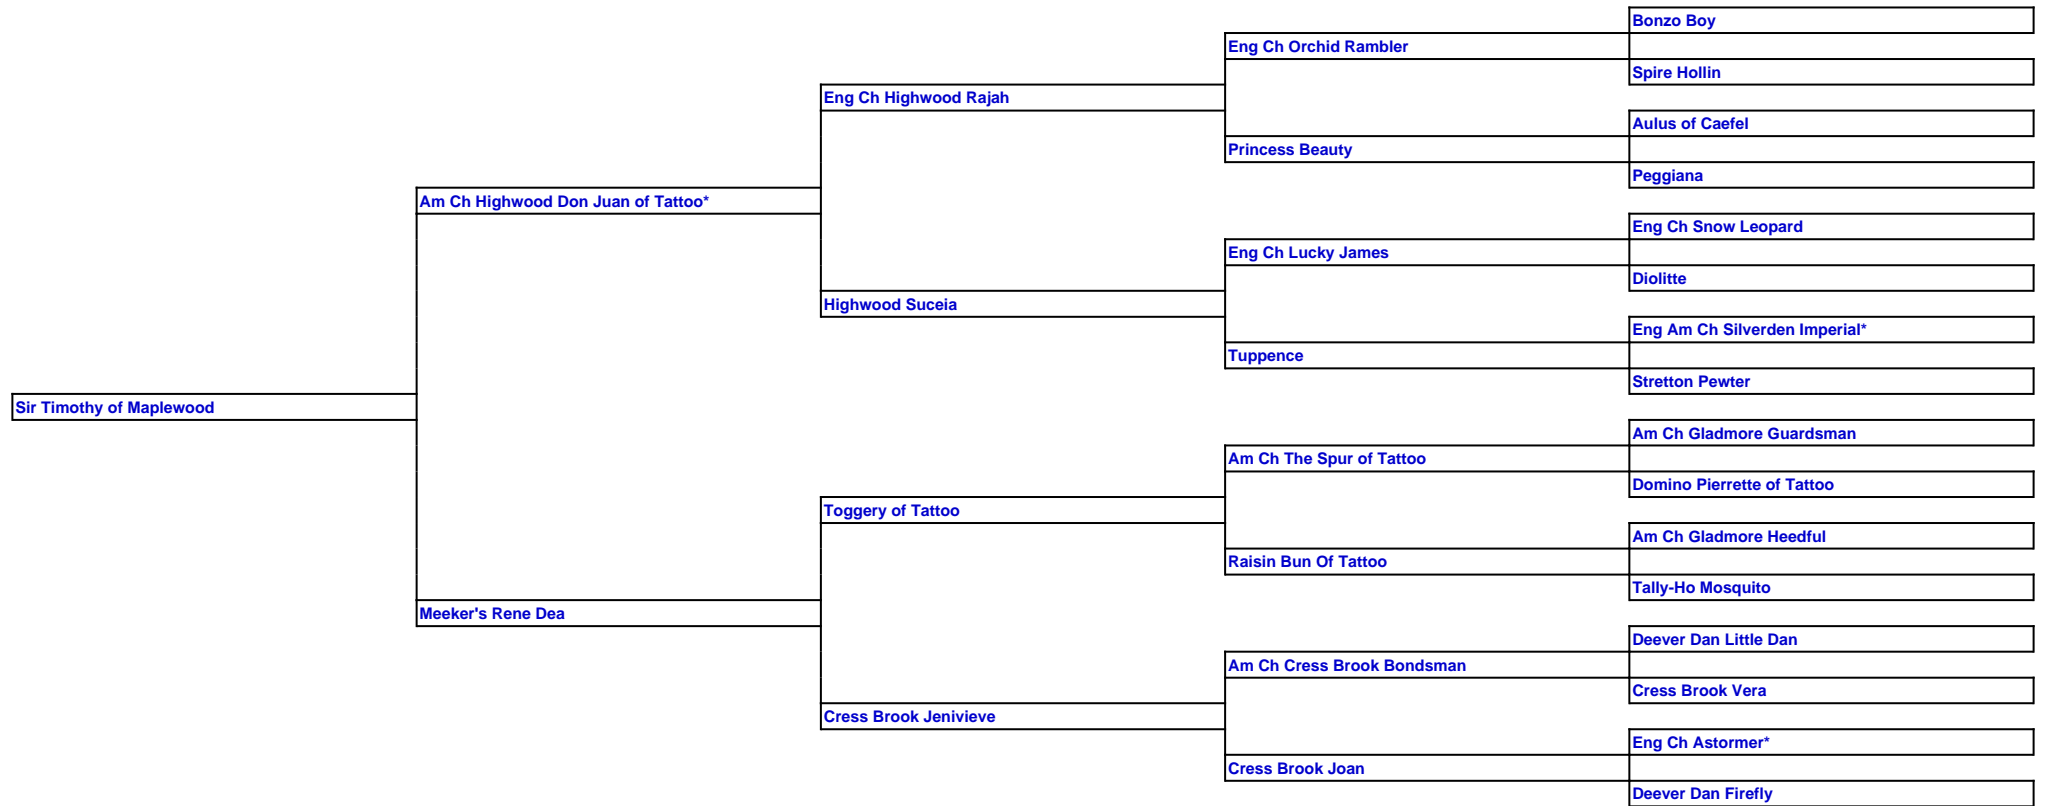 Bonzo Boy
Eng Ch Orchid Rambler
Spire Hollin
Eng Ch Highwood Rajah
Aulus of Caefel
Princess Beauty
Peggiana
Am Ch Highwood Don Juan of Tattoo*
Eng Ch Snow Leopard
Eng Ch Lucky James
Diolitte
Highwood Suceia
Eng Am Ch Silverden Imperial*
Tuppence
Stretton Pewter
Sir Timothy of Maplewood
Am Ch Gladmore Guardsman
Am Ch The Spur of Tattoo
Domino Pierrette of Tattoo
Toggery of Tattoo
Am Ch Gladmore Heedful
Raisin Bun Of Tattoo
Tally-Ho Mosquito
Meeker's Rene Dea
Deever Dan Little Dan
Am Ch Cress Brook Bondsman
Cress Brook Vera
Cress Brook Jenivieve
Eng Ch Astormer*
Cress Brook Joan
Deever Dan Firefly